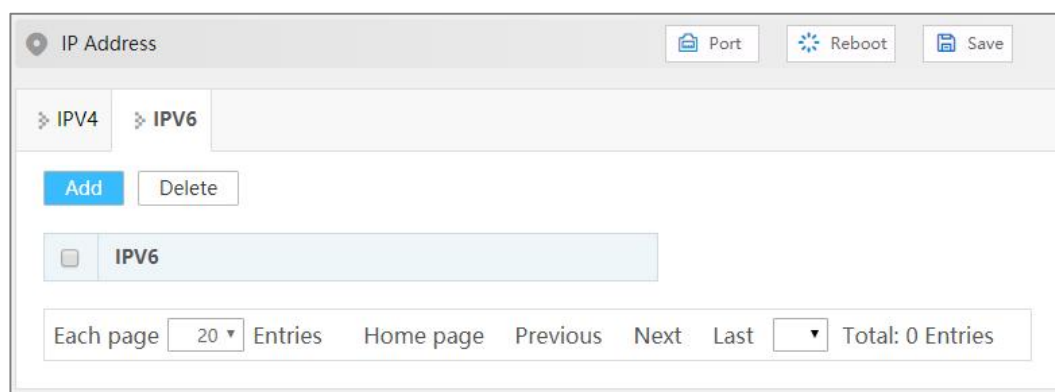 IP Address Port Reboot Save
IPV4 IPV6
Add Delete
IPV6
Each page 20 Entries Home page Previous Next Last Total: 0 Entries